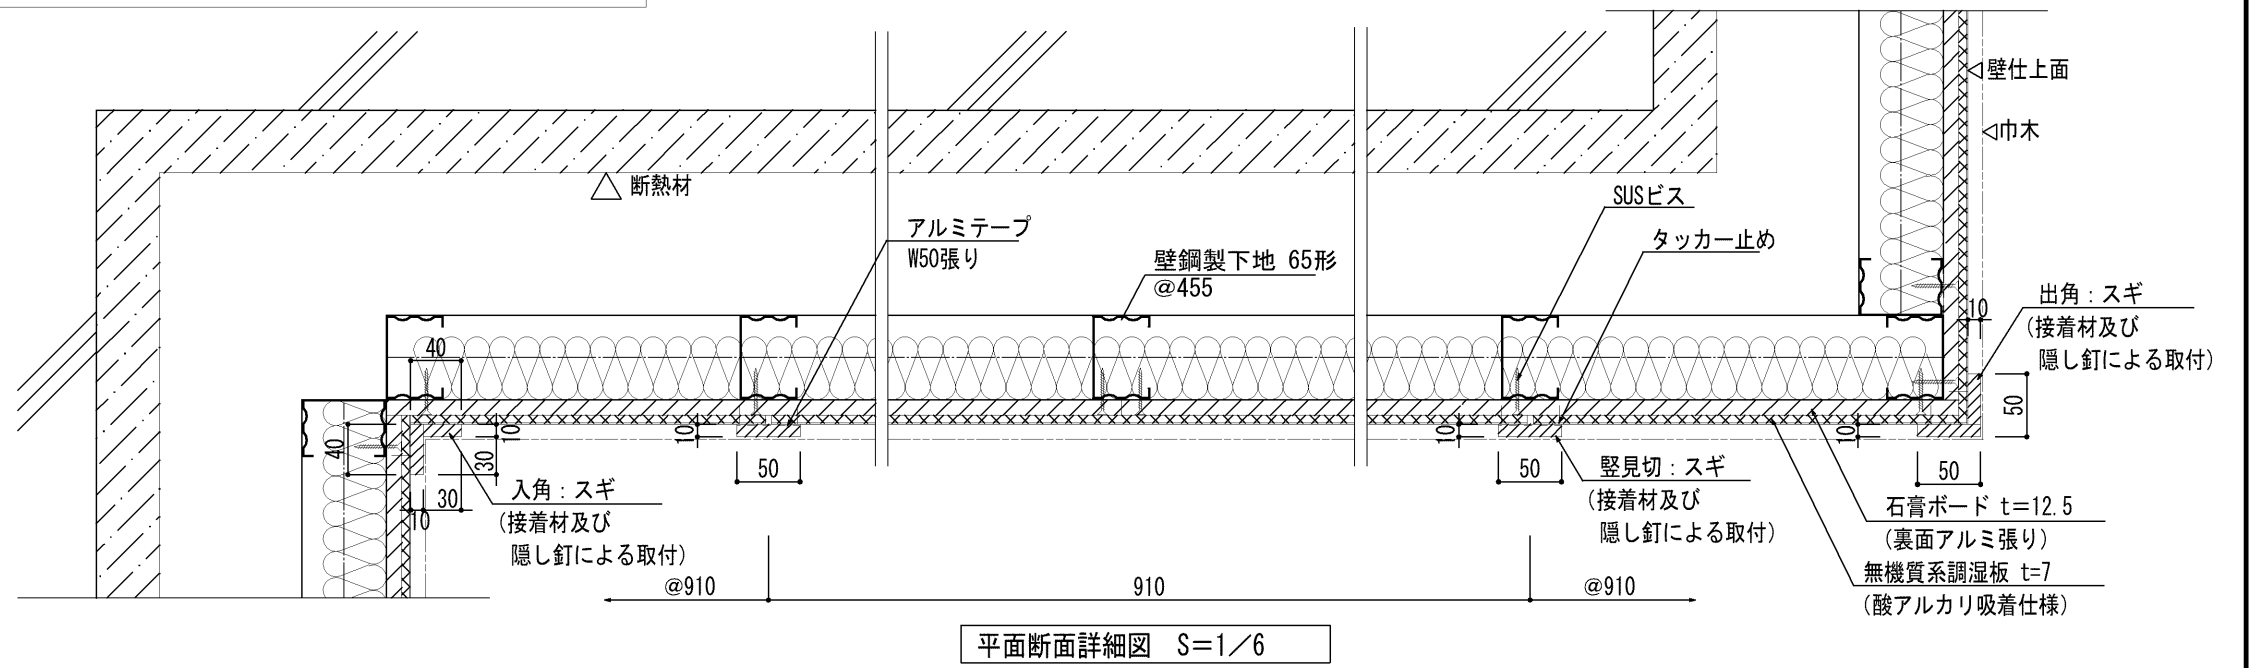 壁仕上面
巾木
断熱材
SUSビス
アルミテープ
W50張り
タッカー止め
壁鋼製下地 65形
@455
出角：スギ
(接着材及び
隠し釘による取付)
10
40
50
40
10
30
10
10
10
50
50
50
30
10
入角：スギ
(接着材及び
隠し釘による取付)
竪見切：スギ
(接着材及び
隠し釘による取付)
石膏ボード t=12.5
(裏面アルミ張り)
無機質系調湿板 t=7
(酸アルカリ吸着仕様)
@910
910
@910
平面断面詳細図 S=1／6